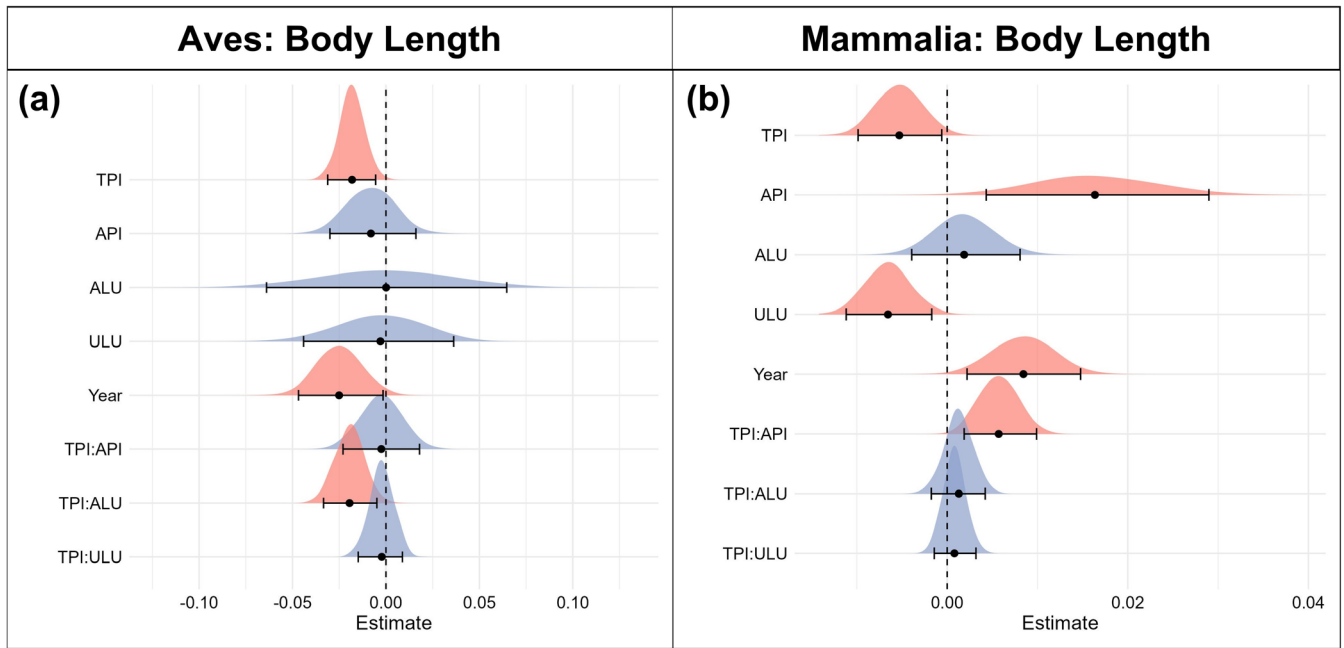 Aves: Body Length
Mammalia: Body Length
(a)
TPI
API
ALU
ULU
Year
TPI:API
TPI:ALU
TPI:ULU
-0.10 -0.05 0.00 0.05 0.10
Estimate
(b)
TPI
API
ALU
ULU
Year
TPI:API
TPI:ALU
TPI:ULU
0.00 0.02 0.04
Estimate